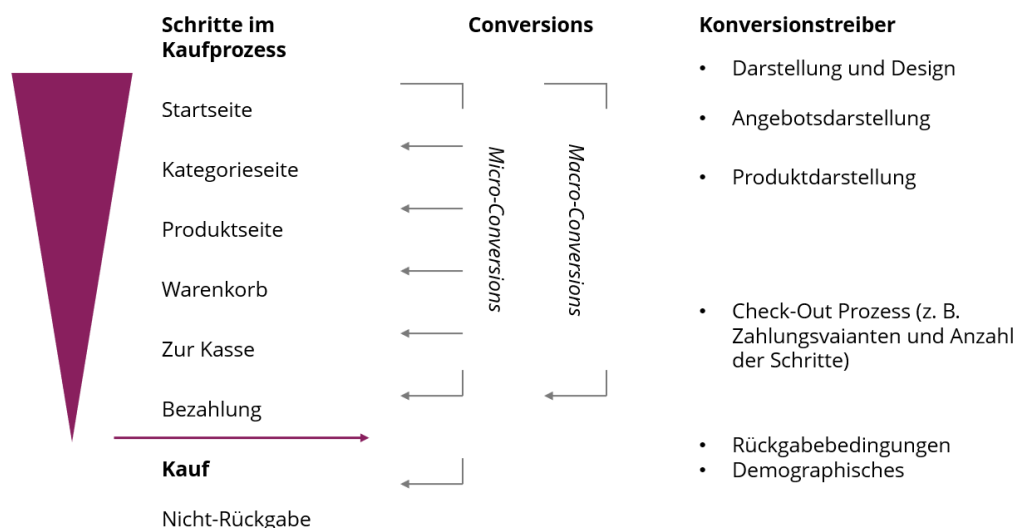 Schritte im
Kaufprozess
Startseite
Kategorieseite
Produktseite
Warenkorb
Zur Kasse
Bezahlung
Kauf
Nicht-Rückgabe
Conversions
Micro-Conversions
Macro-Conversions
Konversionstreiber
• Darstellung und Design
• Angebotsdarstellung
• Produktdarstellung
• Check-Out Prozess (z. B.
Zahlungsvaianten und Anzahl
der Schritte)
• Rückgabebedingungen
• Demographisches